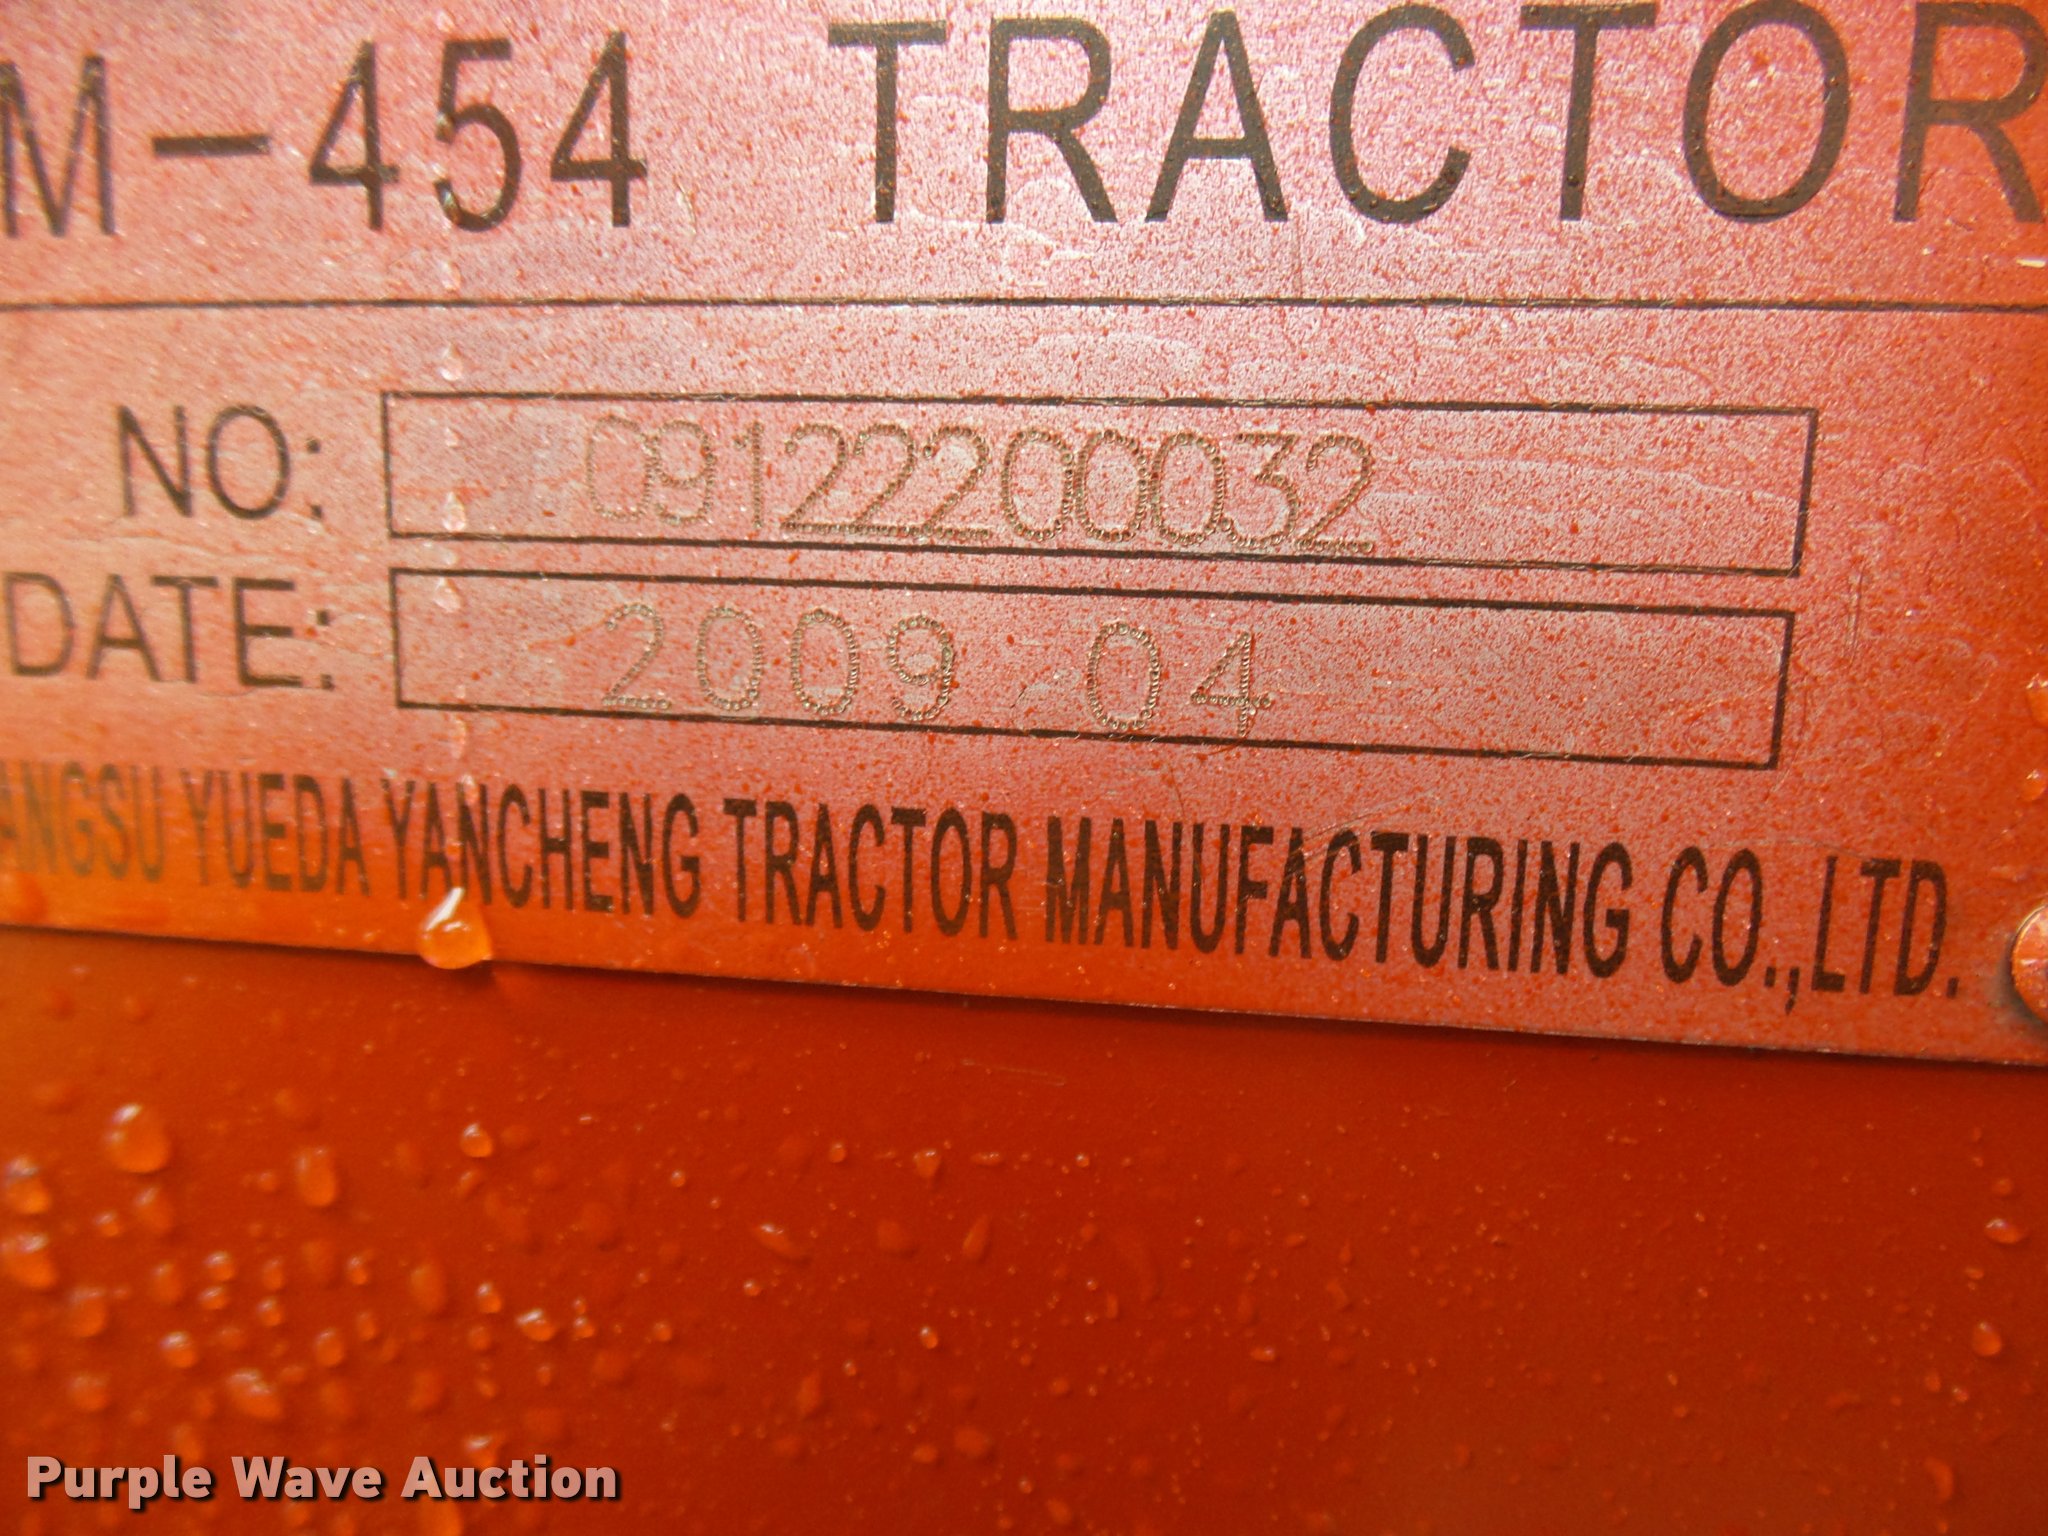 M-454 TRACTOR
NO: 09122200032
DATE: 2009 04
ANGSU YUEDA YANCHENG TRACTOR MANUFACTURING CO.,LTD.
Purple Wave Auction